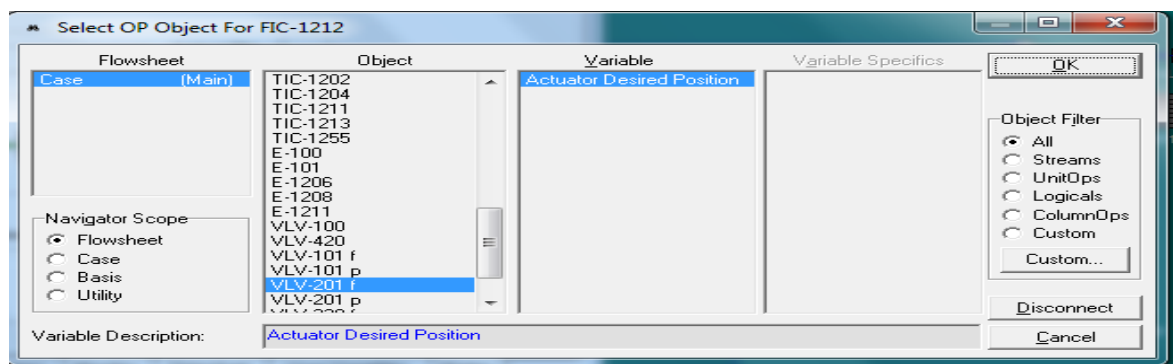 Select OP Object For FIC-1212
Flowsheet
Object
Variable
Variable Specifics
Case (Main)
TIC-1202
TIC-1204
TIC-1211
TIC-1213
TIC-1255
E-100
E-101
E-1206
E-1208
E-1211
VLV-100
VLV-420
VLV-101 f
VLV-101 p
VLV-201 f
VLV-201 p
Actuator Desired Position
OK
Object Filter
All
Streams
UnitOps
Logicals
ColumnOps
Custom
Custom...
Navigator Scope
Flowsheet
Case
Basis
Utility
Disconnect
Variable Description:
Actuator Desired Position
Cancel